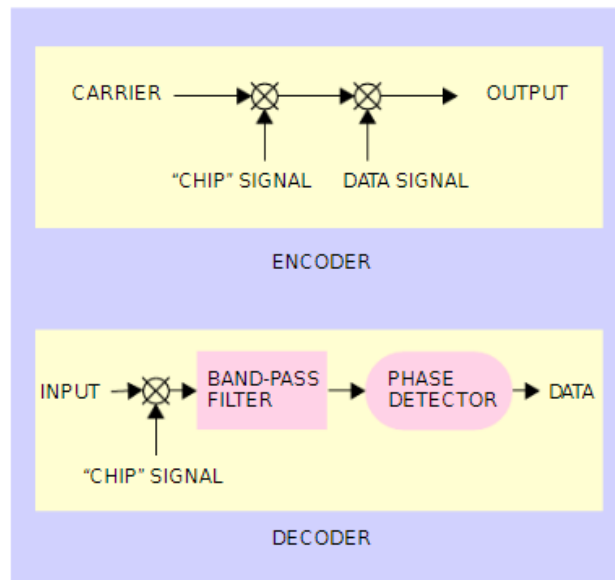 CARRIER
OUTPUT
“CHIP” SIGNAL
DATA SIGNAL
ENCODER
INPUT
BAND-PASS
FILTER
PHASE
DETECTOR
DATA
“CHIP” SIGNAL
DECODER